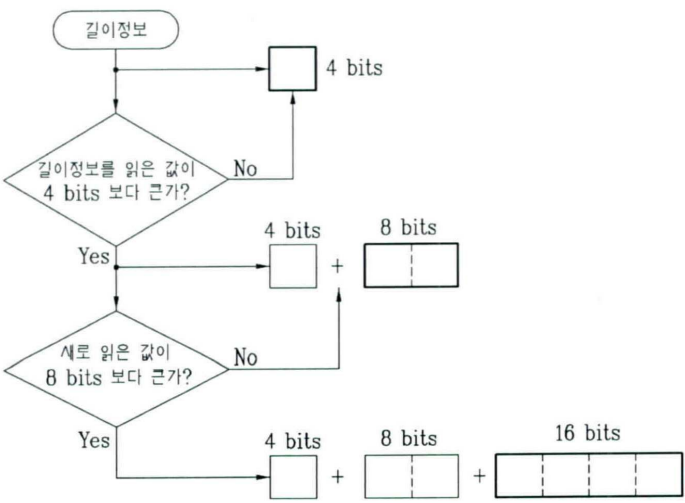 길이정보
4 bits
길이정보를 읽은 값이
4 bits 보다 큰가?
No
Yes
4 bits
+
8 bits
새로 읽은 값이
8 bits 보다 큰가?
No
Yes
4 bits
+
8 bits
+
16 bits